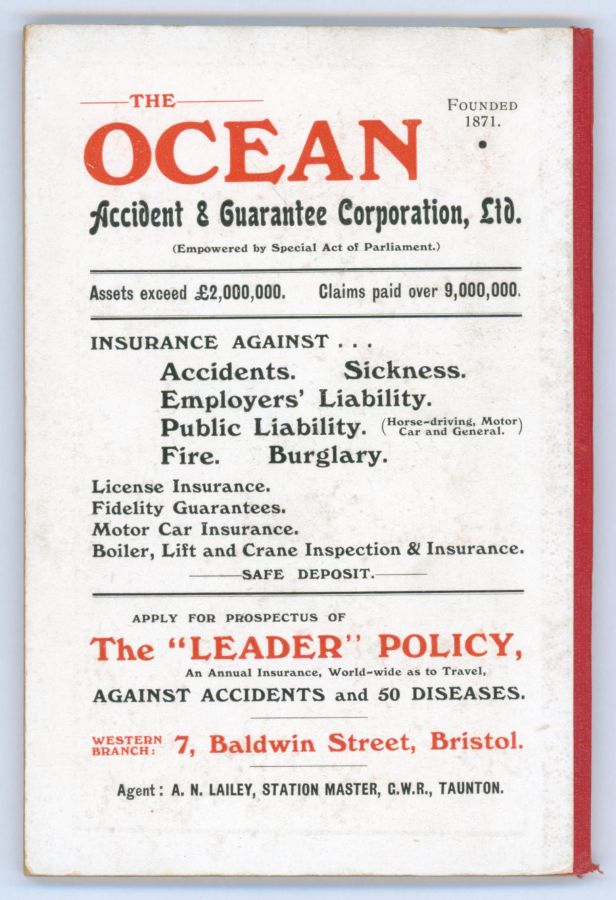 THE
OCEAN
FOUNDED
1871.
Accident & Guarantee Corporation, Ltd.
(Empowered by Special Act of Parliament.)
Assets exceed £2,000,000. Claims paid over 9,000,000.
INSURANCE AGAINST . . .
Accidents. Sickness.
Employers' Liability.
Public Liability. (Horse-driving, Motor
Car and General.)
Fire. Burglary.
License Insurance.
Fidelity Guarantees.
Motor Car Insurance.
Boiler, Lift and Crane Inspection & Insurance.
SAFE DEPOSIT.
APPLY FOR PROSPECTUS OF
The "LEADER" POLICY,
An Annual Insurance, World-wide as to Travel,
AGAINST ACCIDENTS and 50 DISEASES.
WESTERN
BRANCH: 7, Baldwin Street, Bristol.
Agent: A. N. LAILEY, STATION MASTER, G.W.R., TAUNTON.